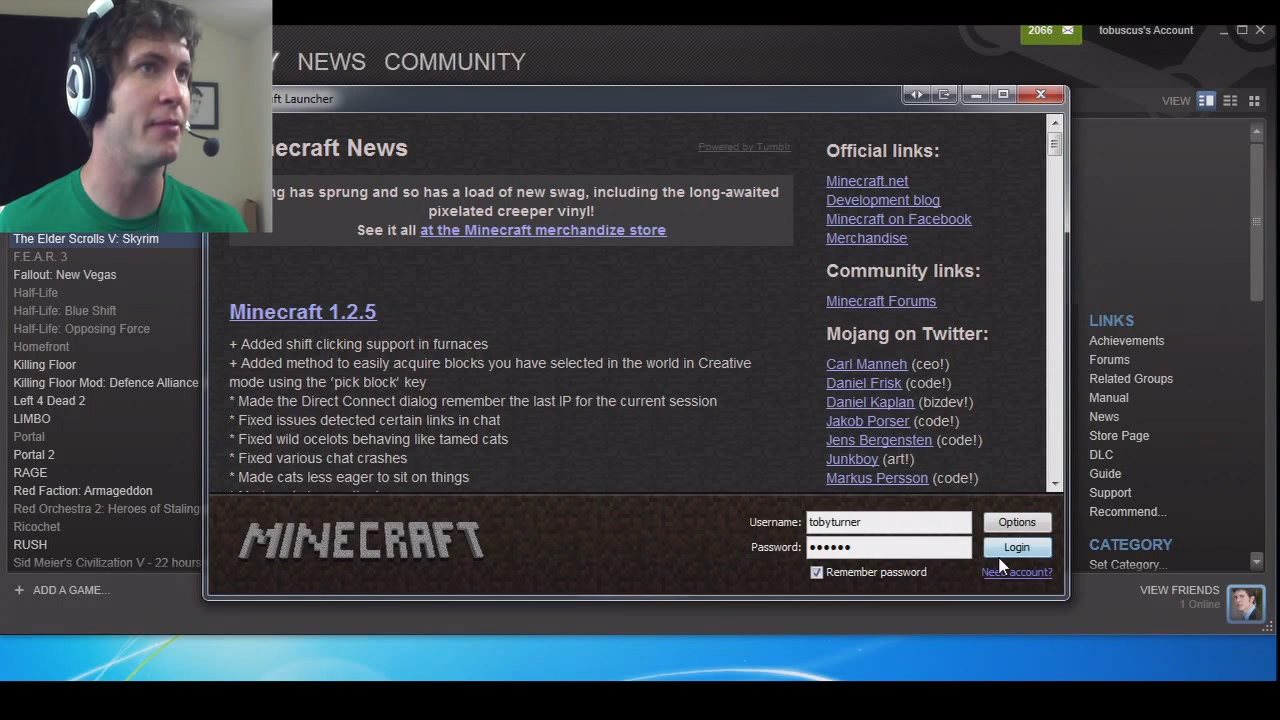 2066
tobuscus's Account
NEWS COMMUNITY
VIEW
ft Launcher
ecraft News
Powered by Tumblr
ng has sprung and so has a load of new swag, including the long-awaited
pixelated creeper vinyl!
See it all at the Minecraft merchandize store
Minecraft 1.2.5
+ Added shift clicking support in furnaces
+ Added method to easily acquire blocks you have selected in the world in Creative
mode using the 'pick block' key
* Made the Direct Connect dialog remember the last IP for the current session
* Fixed issues detected certain links in chat
* Fixed wild ocelots behaving like tamed cats
* Fixed various chat crashes
* Made cats less eager to sit on things
Official links:
Minecraft.net
Development blog
Minecraft on Facebook
Merchandise
Community links:
Minecraft Forums
Mojang on Twitter:
Carl Manneh (ceo!)
Daniel Frisk (code!)
Daniel Kaplan (bizdev!)
Jakob Porser (code!)
Jens Bergensten (code!)
Junkboy (art!)
Markus Persson (code!)
MINECRAFT
Username: tobyturner
Options
Password: ••••••
Login
Remember password
Need account?
The Elder Scrolls V: Skyrim
F.E.A.R. 3
Fallout: New Vegas
Half-Life
Half-Life: Blue Shift
Half-Life: Opposing Force
Homefront
Killing Floor
Killing Floor Mod: Defence Alliance
Left 4 Dead 2
LIMBO
Portal
Portal 2
RAGE
Red Faction: Armageddon
Red Orchestra 2: Heroes of Staling
Ricochet
RUSH
Sid Meier's Civilization V - 22 hours
+ ADD A GAME...
LINKS
Achievements
Forums
Related Groups
Manual
News
Store Page
DLC
Guide
Support
Recommend...
CATEGORY
Set Category...
VIEW FRIENDS
1 Online